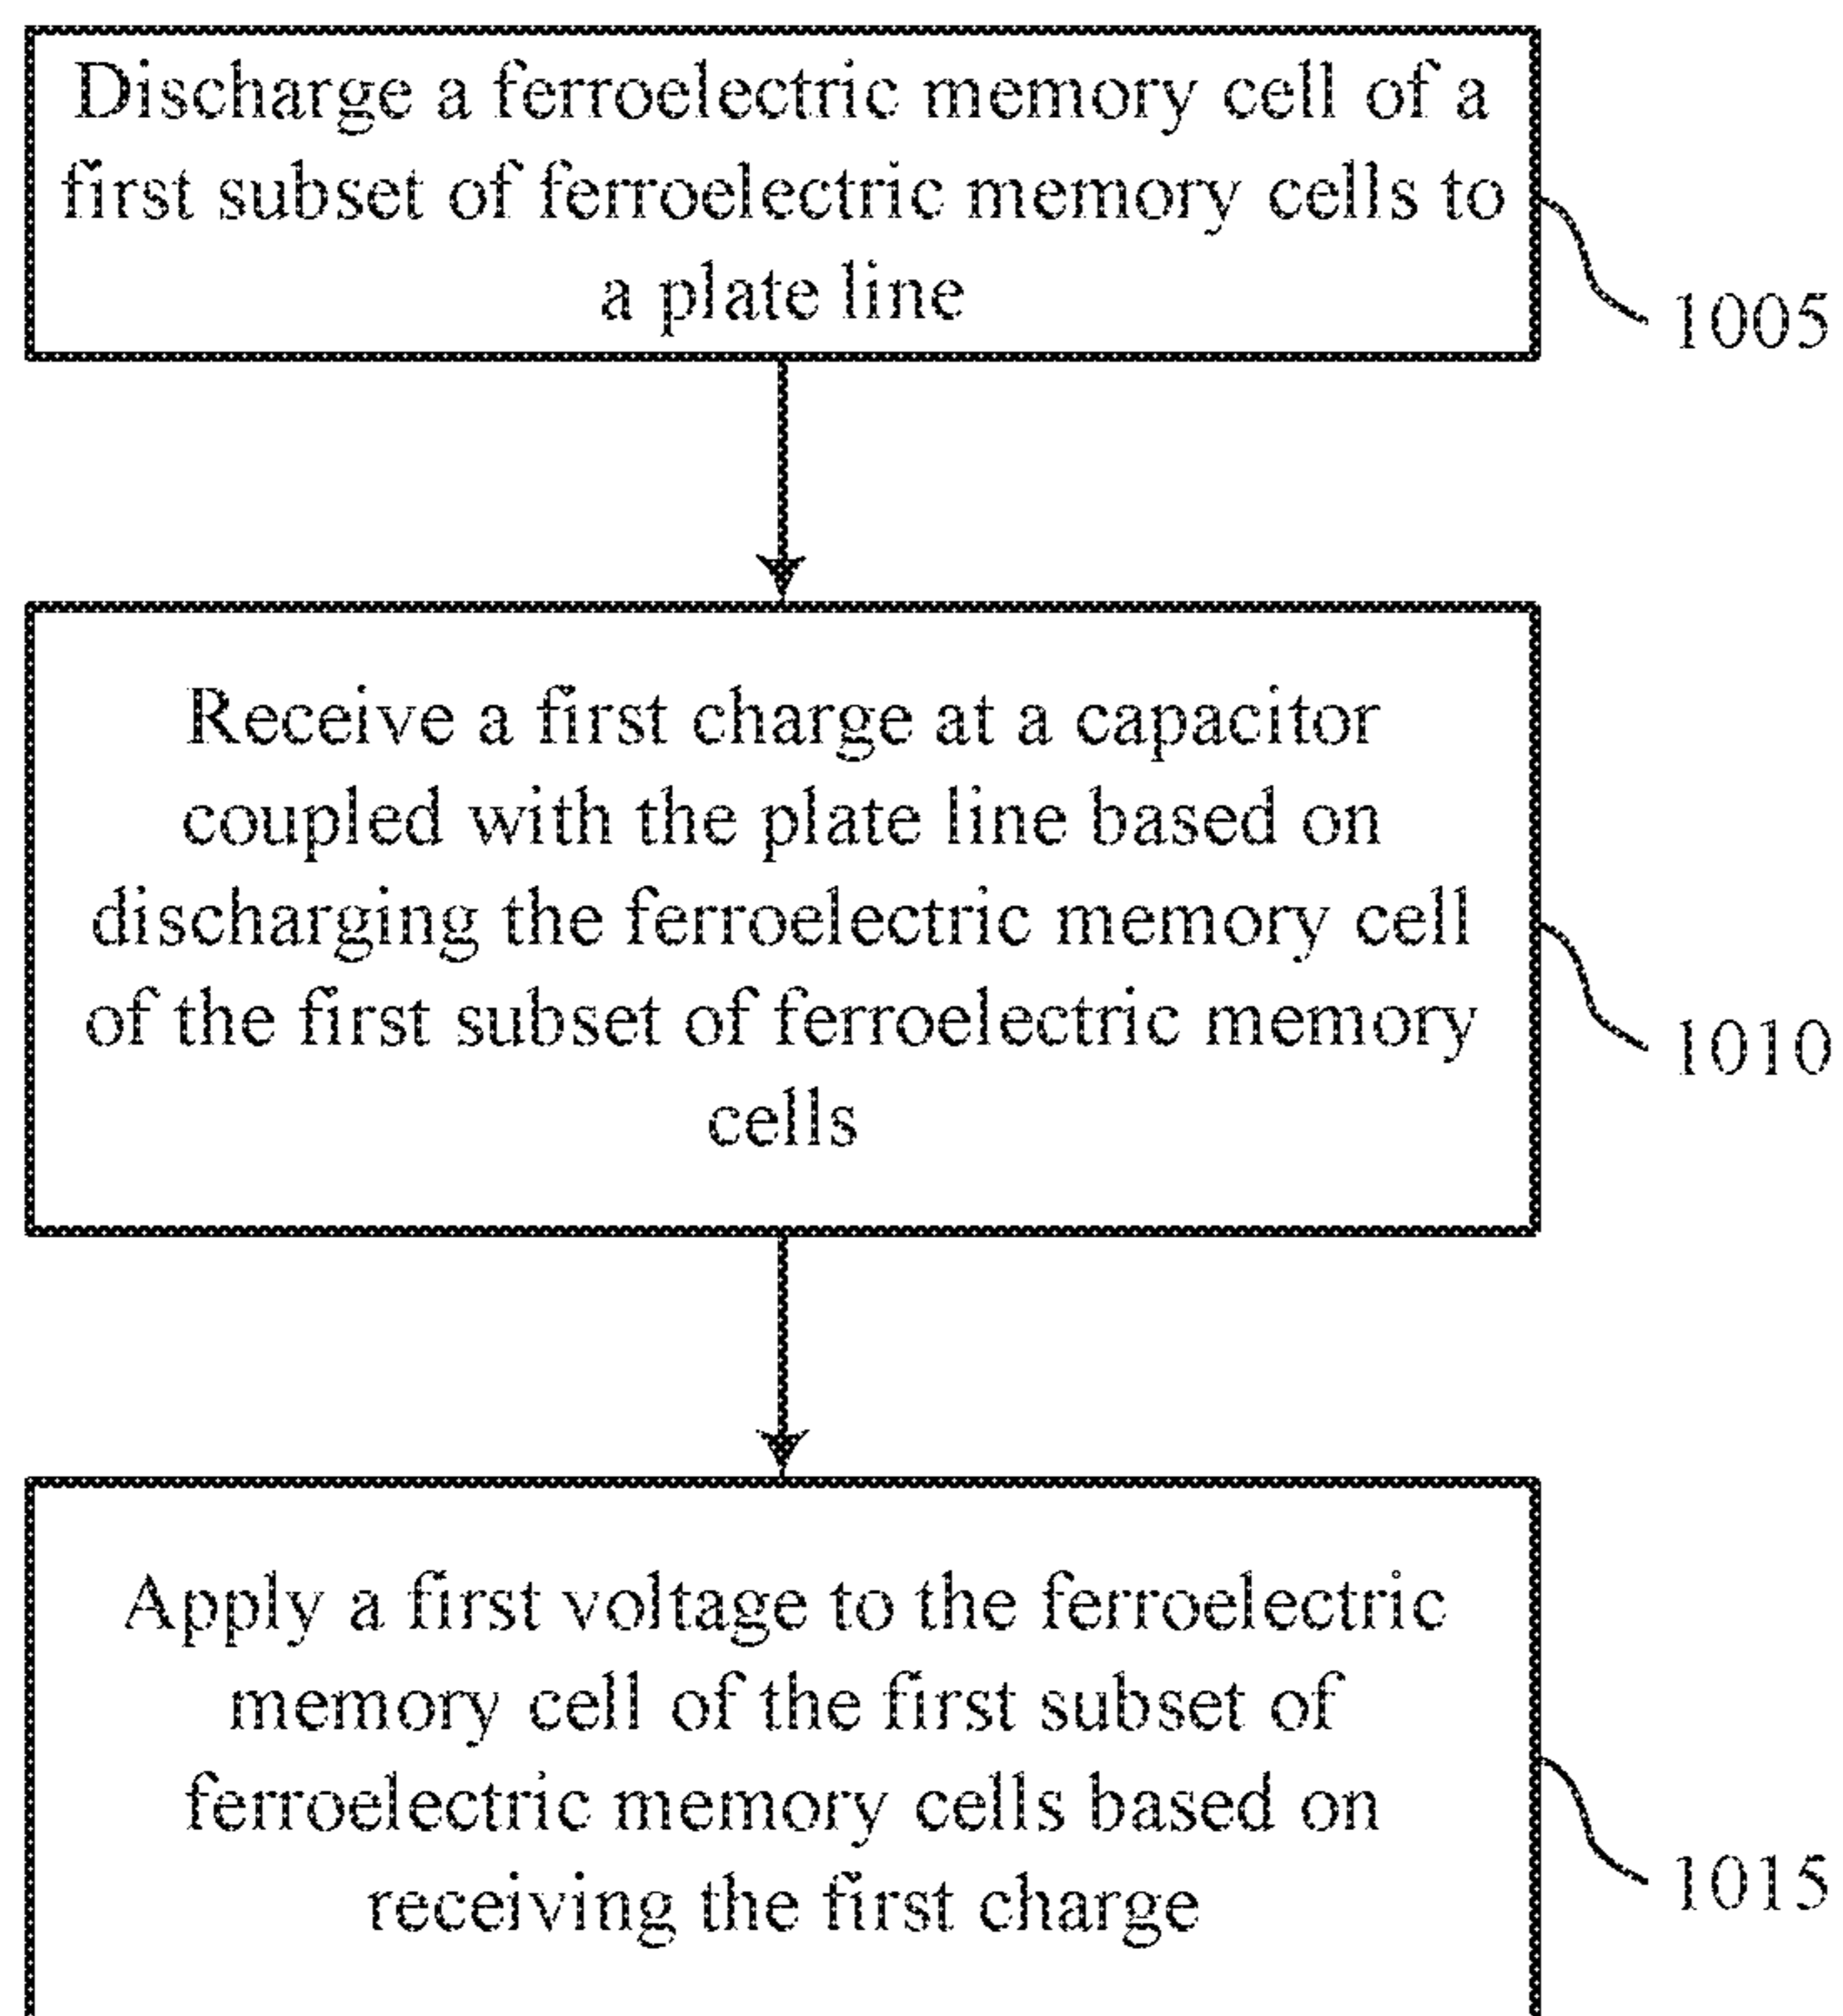 Discharge a ferroelectric memory cell of a
first subset of ferroelectric memory cells to
a plate line
1005
Receive a first charge at a capacitor
coupled with the plate line based on
discharging the ferroelectric memory cell
of the first subset of ferroelectric memory
cells
1010
Apply a first voltage to the ferroelectric
memory cell of the first subset of
ferroelectric memory cells based on
receiving the first charge
1015